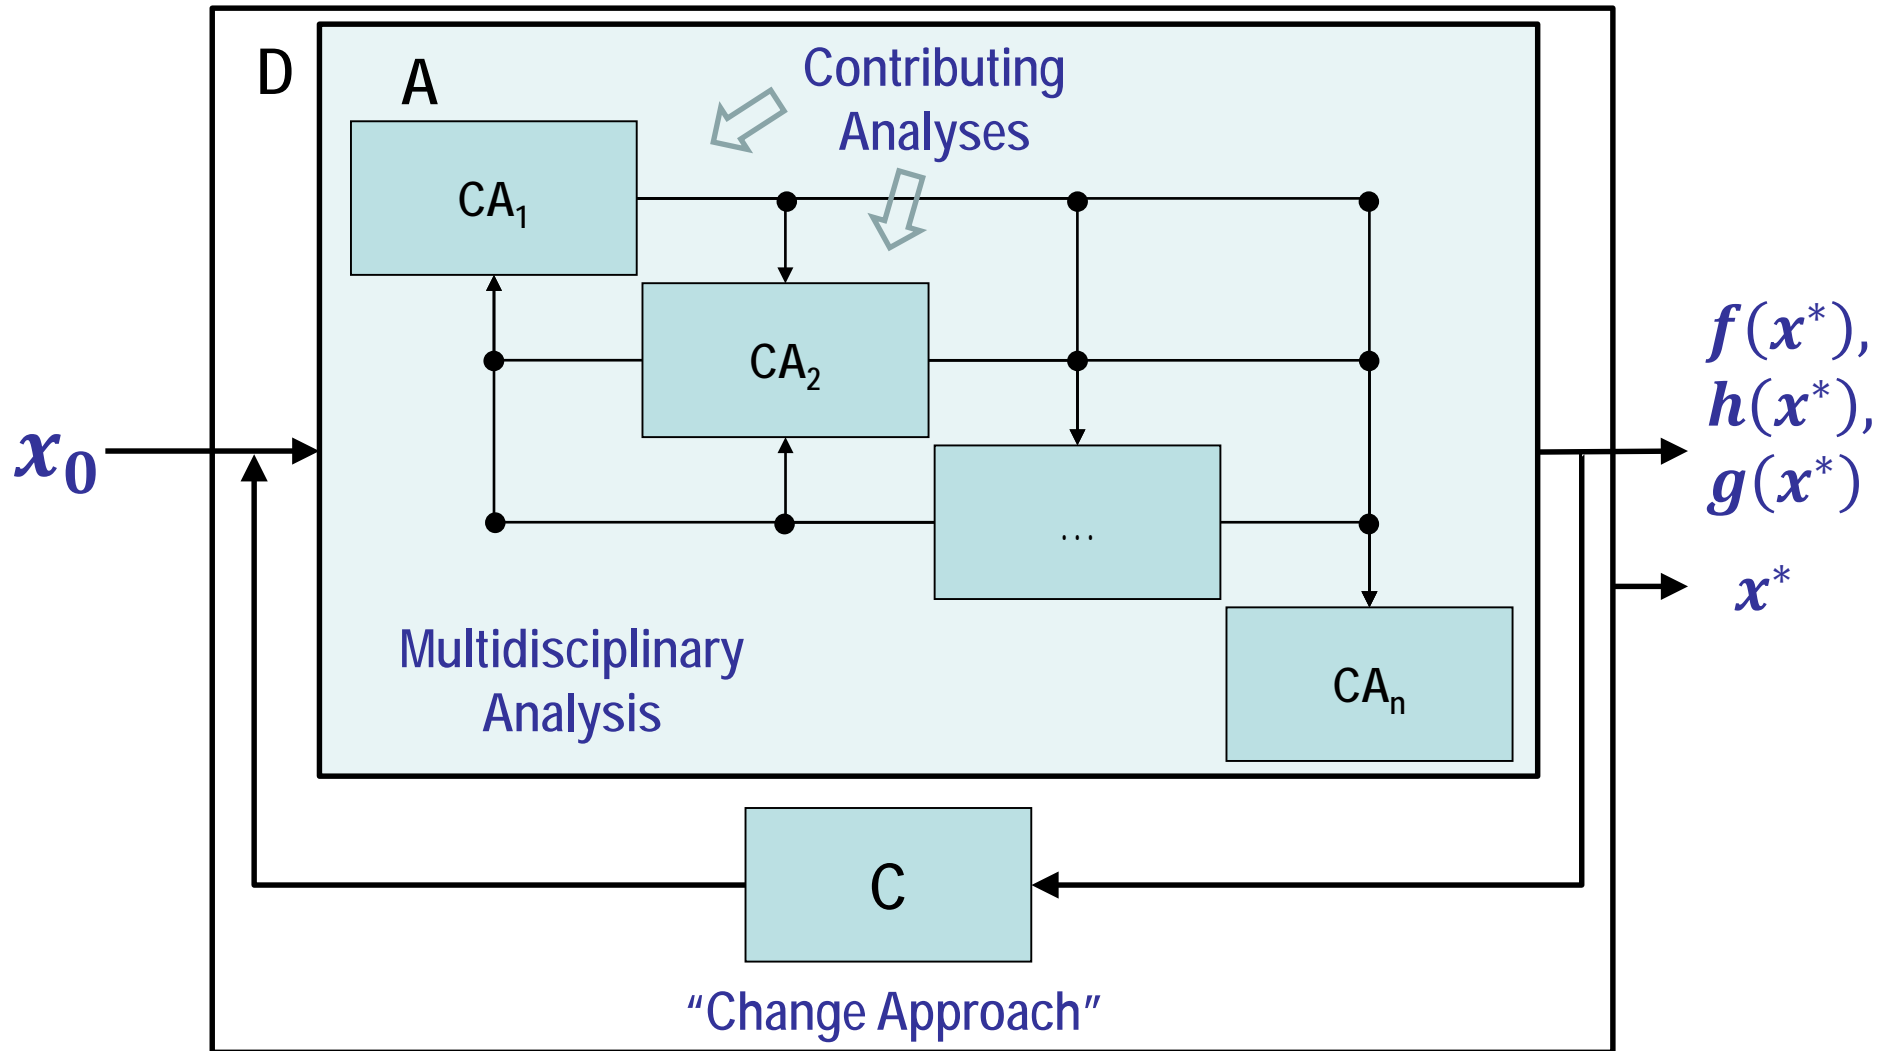 D
A
Contributing
Analyses
CA₁
CA₂
...
CAₙ
Multidisciplinary
Analysis
x₀
f(x*),
h(x*),
g(x*)
x*
C
“Change Approach”